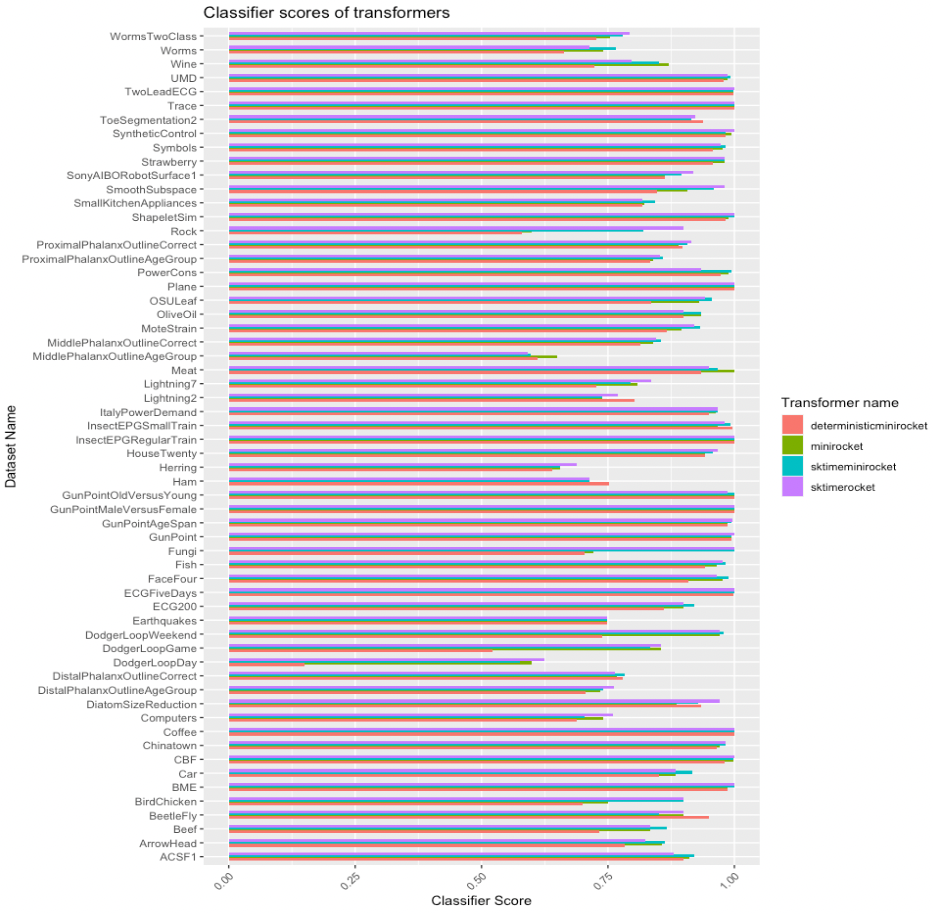 Classifier scores of transformers
WormsTwoClass
Worms
Wine
UMD
TwoLeadECG
Trace
ToeSegmentation2
SyntheticControl
Symbols
Strawberry
SonyAIBORobotSurface1
SmoothSubspace
SmallKitchenAppliances
ShapeletSim
Rock
ProximalPhalanxOutlineCorrect
ProximalPhalanxOutlineAgeGroup
PowerCons
Plane
OSULeaf
OliveOil
MoteStrain
MiddlePhalanxOutlineCorrect
MiddlePhalanxOutlineAgeGroup
Meat
Lightning7
Lightning2
ItalyPowerDemand
InsectEPGSmallTrain
InsectEPGRegularTrain
HouseTwenty
Herring
Ham
GunPointOldVersusYoung
GunPointMaleVersusFemale
GunPointAgeSpan
GunPoint
Fungi
Fish
FaceFour
ECGFiveDays
ECG200
Earthquakes
DodgerLoopWeekend
DodgerLoopGame
DodgerLoopDay
DistalPhalanxOutlineCorrect
DistalPhalanxOutlineAgeGroup
DiatomSizeReduction
Computers
Coffee
Chinatown
CBF
Car
BME
BirdChicken
BeetleFly
Beef
ArrowHead
ACSF1
Dataset Name
0.00
0.25
0.50
0.75
1.00
Classifier Score
Transformer name
deterministicminirocket
minirocket
sktimeminirocket
sktimerocket